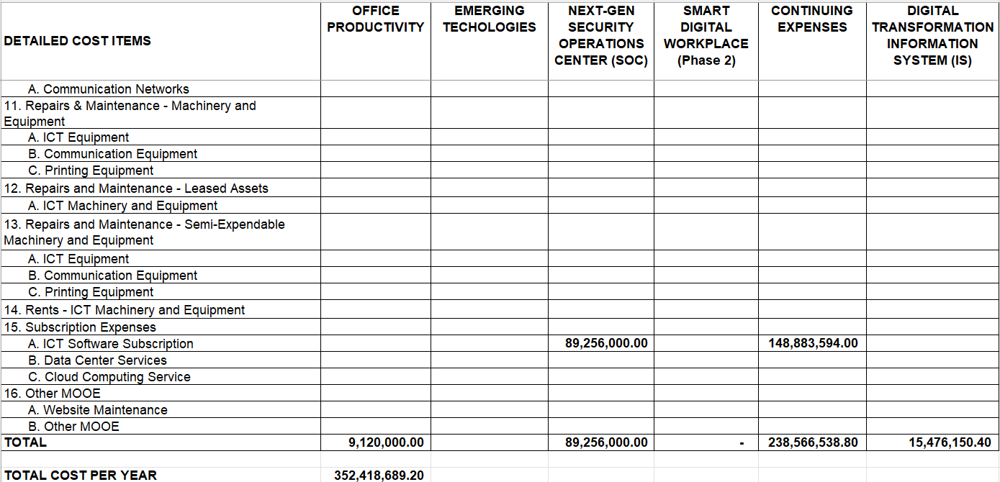 DETAILED COST ITEMS
OFFICE
PRODUCTIVITY
EMERGING
TECHOLOGIES
NEXT-GEN
SECURITY
OPERATIONS
CENTER (SOC)
SMART
DIGITAL
WORKPLACE
(Phase 2)
CONTINUING
EXPENSES
DIGITAL
TRANSFORMATION
INFORMATION
SYSTEM (IS)
A. Communication Networks
11. Repairs & Maintenance - Machinery and
Equipment
A. ICT Equipment
B. Communication Equipment
C. Printing Equipment
12. Repairs and Maintenance - Leased Assets
A. ICT Machinery and Equipment
13. Repairs and Maintenance - Semi-Expendable
Machinery and Equipment
A. ICT Equipment
B. Communication Equipment
C. Printing Equipment
14. Rents - ICT Machinery and Equipment
15. Subscription Expenses
A. ICT Software Subscription 89,256,000.00 148,883,594.00
B. Data Center Services
C. Cloud Computing Service
16. Other MOOE
A. Website Maintenance
B. Other MOOE
TOTAL 9,120,000.00 89,256,000.00 - 238,566,538.80 15,476,150.40
TOTAL COST PER YEAR 352,418,689.20